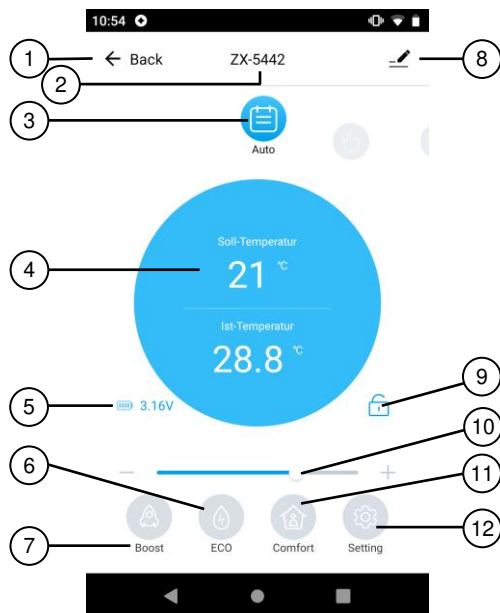 10:54
1
Back
ZX-5442
8
2
3
Auto
Soll-Temperatur
4
21 °C
Ist-Temperatur
28.8 °C
9
5
3.16V
10
6
− +
11
12
7
Boost
ECO
Comfort
Setting